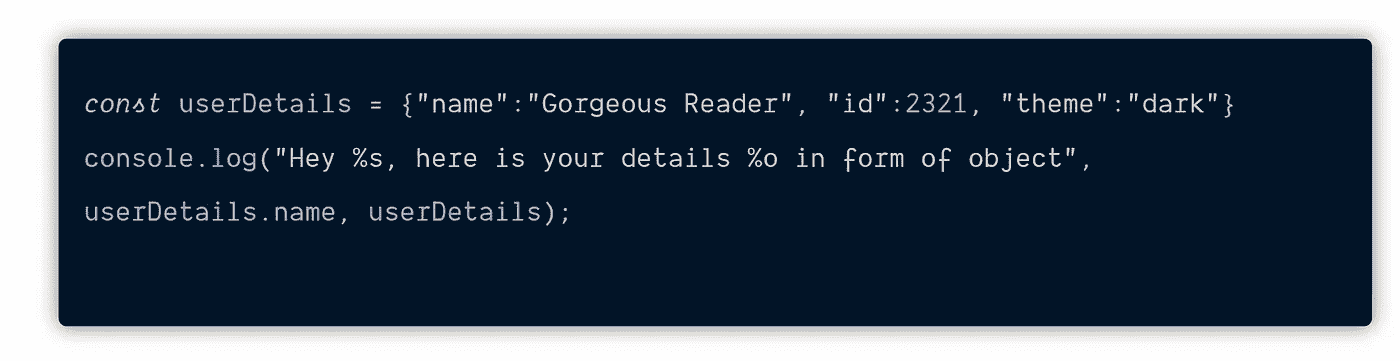 const userDetails = {"name":"Gorgeous Reader", "id":2321, "theme":"dark"}
console.log("Hey %s, here is your details %o in form of object",
userDetails.name, userDetails);